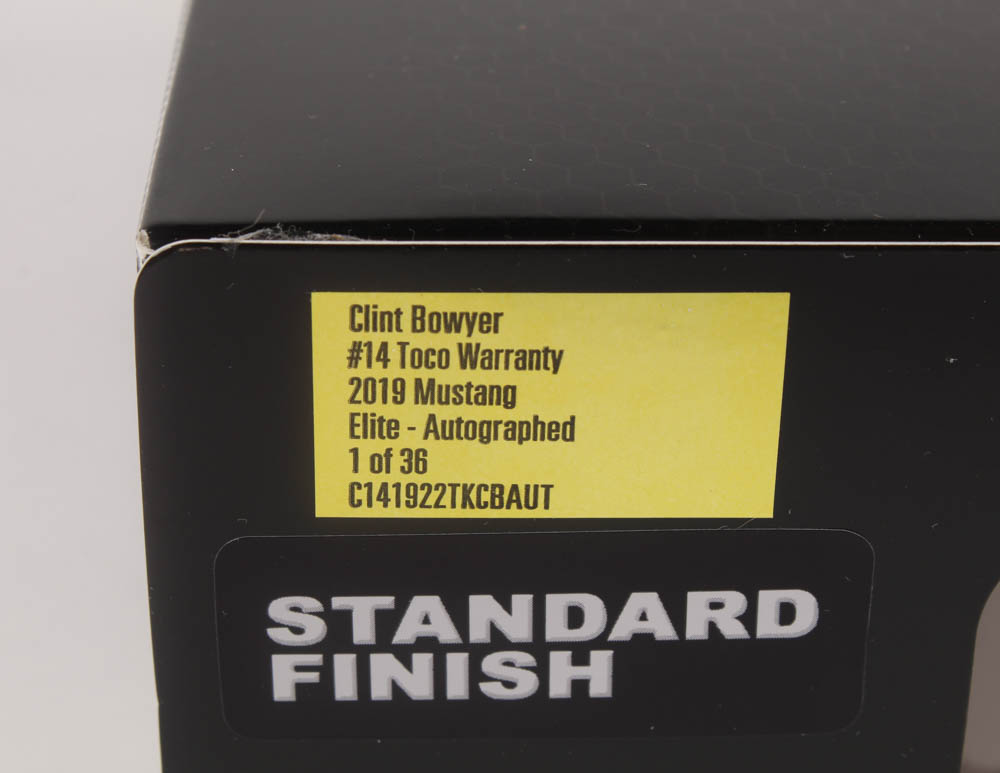 Clint Bowyer
#14 Toco Warranty
2019 Mustang
Elite - Autographed
1 of 36
C141922TKCBAUT
STANDARD
FINISH